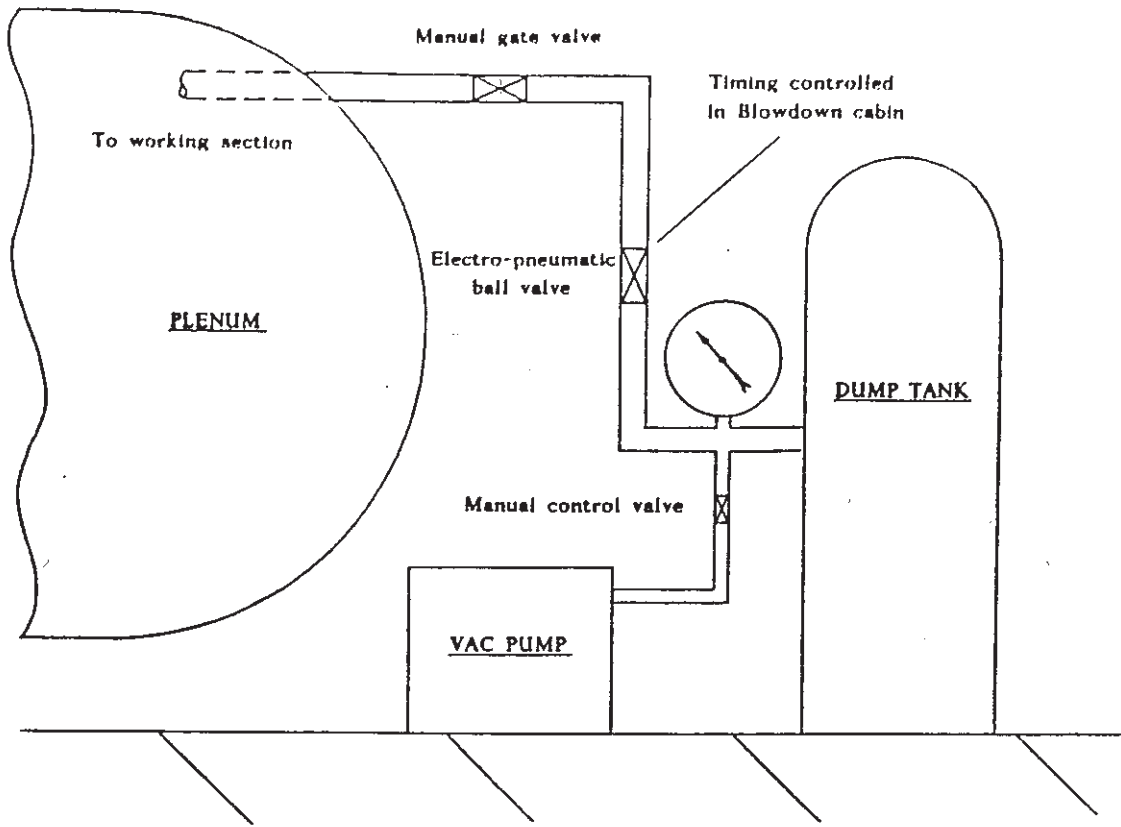 Manual gate valve
Timing controlled
in Blowdown cabin
To working section
Electro-pneumatic
ball valve
PLENUM
DUMP TANK
Manual control valve
VAC PUMP